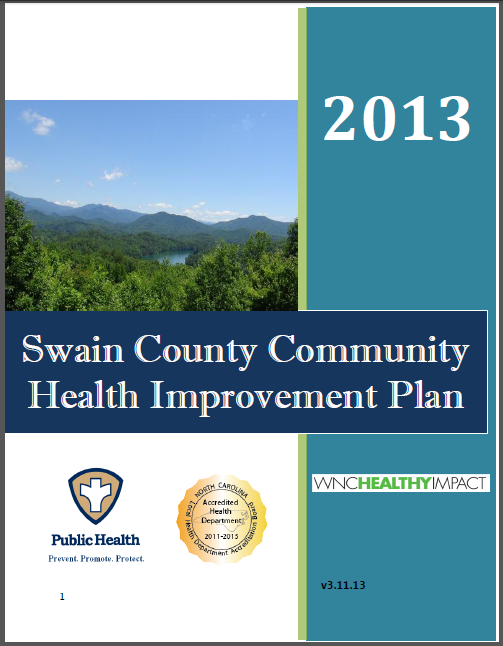 2013
Swain County Community
Health Improvement Plan
Public Health
Prevent. Promote. Protect.
NORTH CAROLINA
Accredited
Health
Department
2011-2015
Local Health Department Accreditation Board
WNCHEALTHYIMPACT
v3.11.13
1